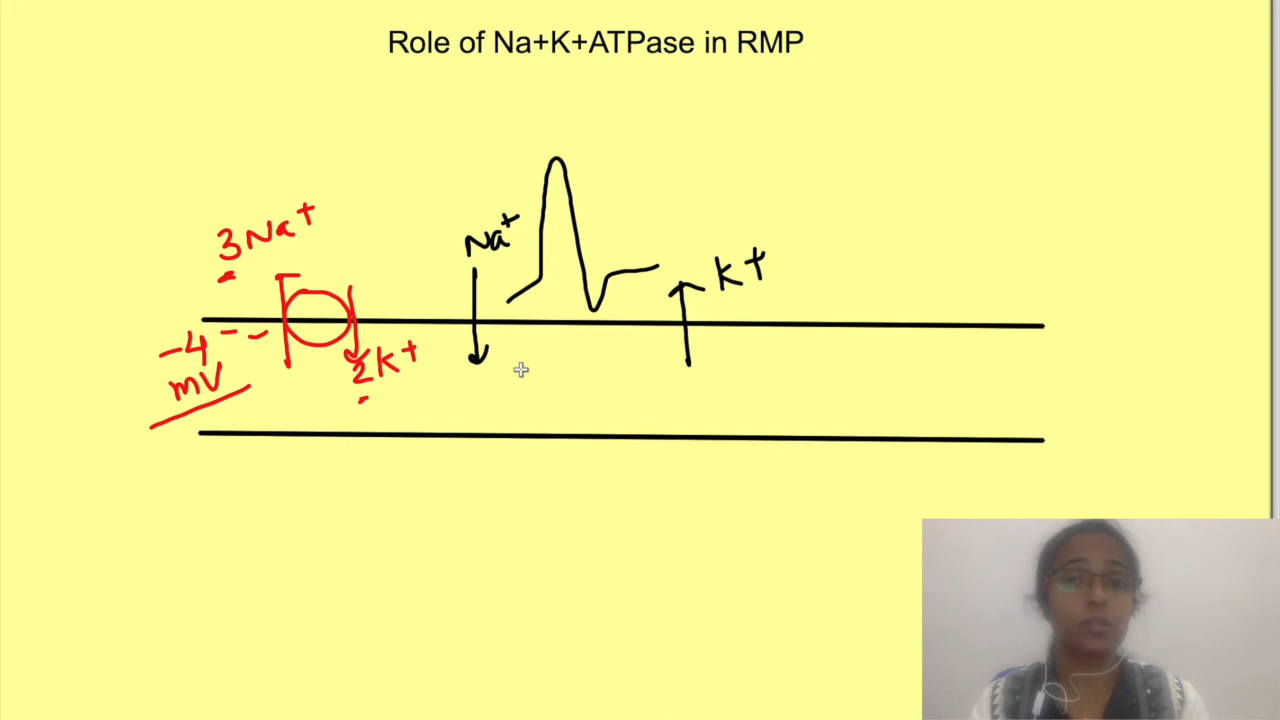 Role of Na+K+ATPase in RMP
3Na+
Na+
K+
-4
mV
2K+